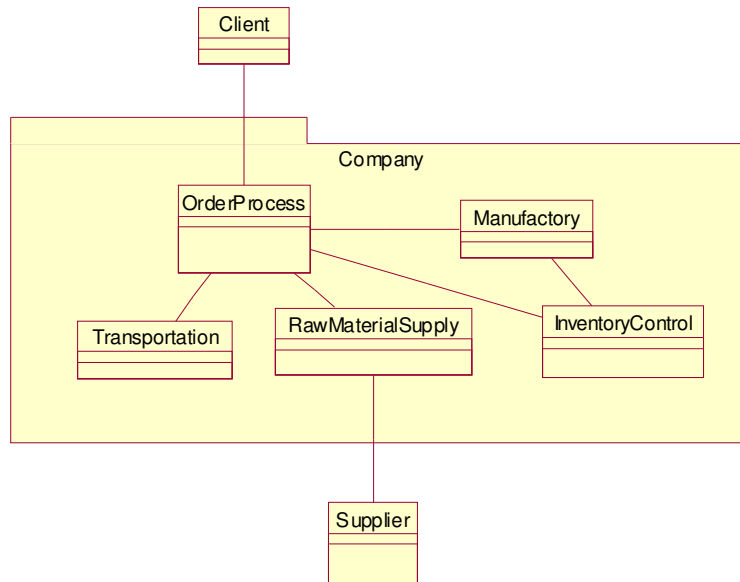 Client
Company
OrderProcess
Manufactory
Transportation
RawMaterialSupply
InventoryControl
Supplier